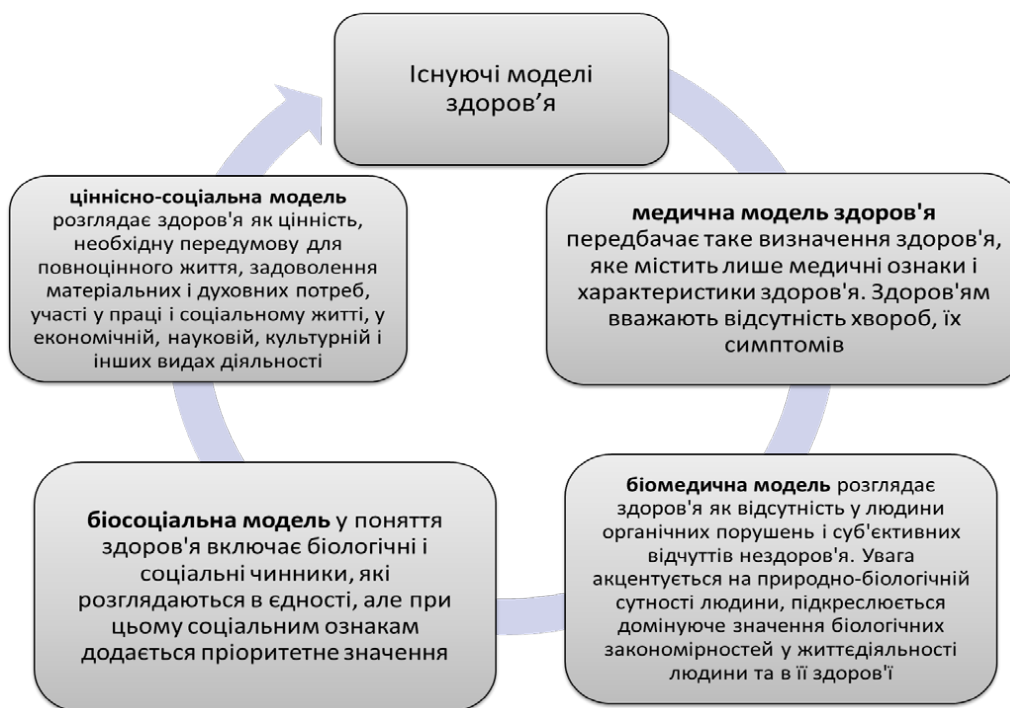 Існуючі моделі
здоров’я
медична модель здоров'я
передбачає таке визначення здоров'я,
яке містить лише медичні ознаки і
характеристики здоров'я. Здоров'ям
вважають відсутність хвороб, їх
симптомів
біомедична модель розглядає
здоров'я як відсутність у людини
органічних порушень і суб'єктивних
відчуттів нездоров'я. Увага
акцентується на природно-біологічній
сутності людини, підкреслюється
домінуюче значення біологічних
закономірностей у життєдіяльності
людини та в її здоров'ї
біосоціальна модель у поняття
здоров'я включає біологічні і
соціальні чинники, які
розглядаються в єдності, але при
цьому соціальним ознакам
додається пріоритетне значення
ціннісно-соціальна модель
розглядає здоров'я як цінність,
необхідну передумову для
повноцінного життя, задоволення
матеріальних і духовних потреб,
участі у праці і соціальному житті, у
економічній, науковій, культурній і
інших видах діяльності